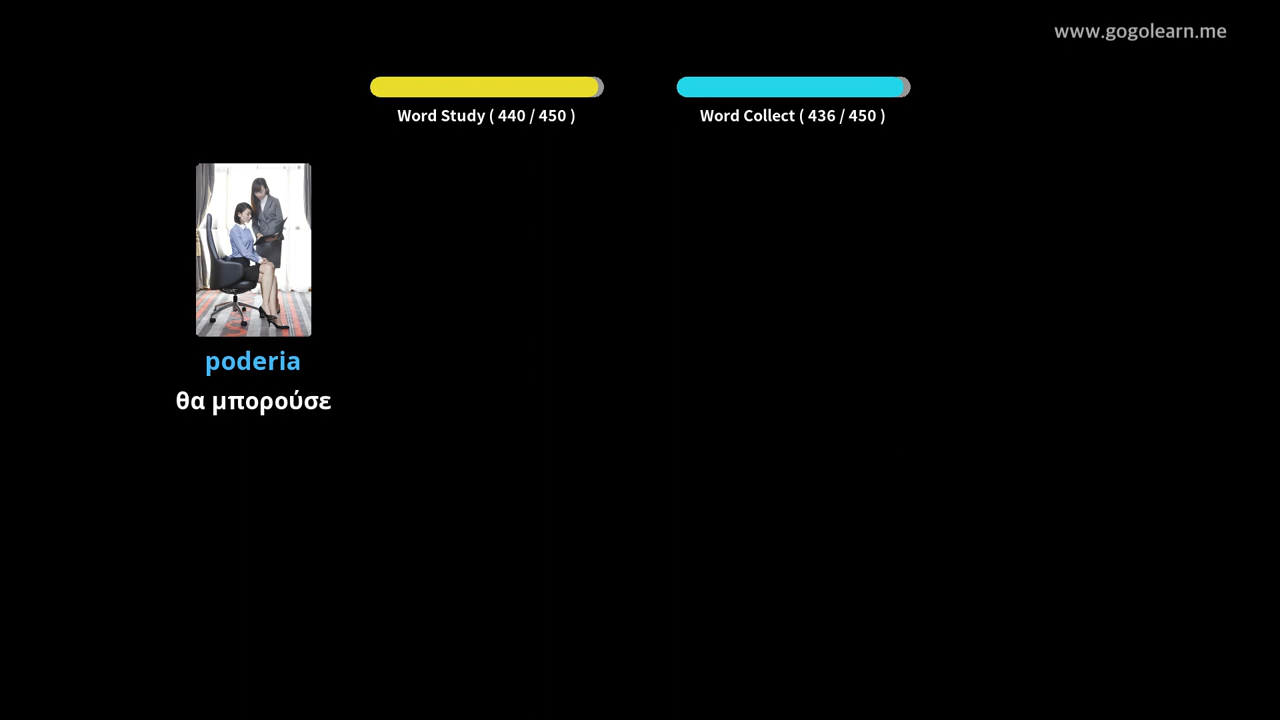 www.gogolearn.me
Word Study ( 440 / 450 )
Word Collect ( 436 / 450 )
poderia
θα μπορούσε